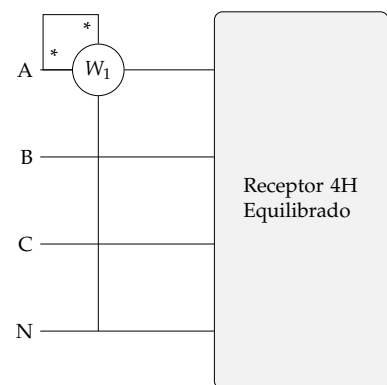 *
*
A
W₁
B
Receptor 4H
Equilibrado
C
N